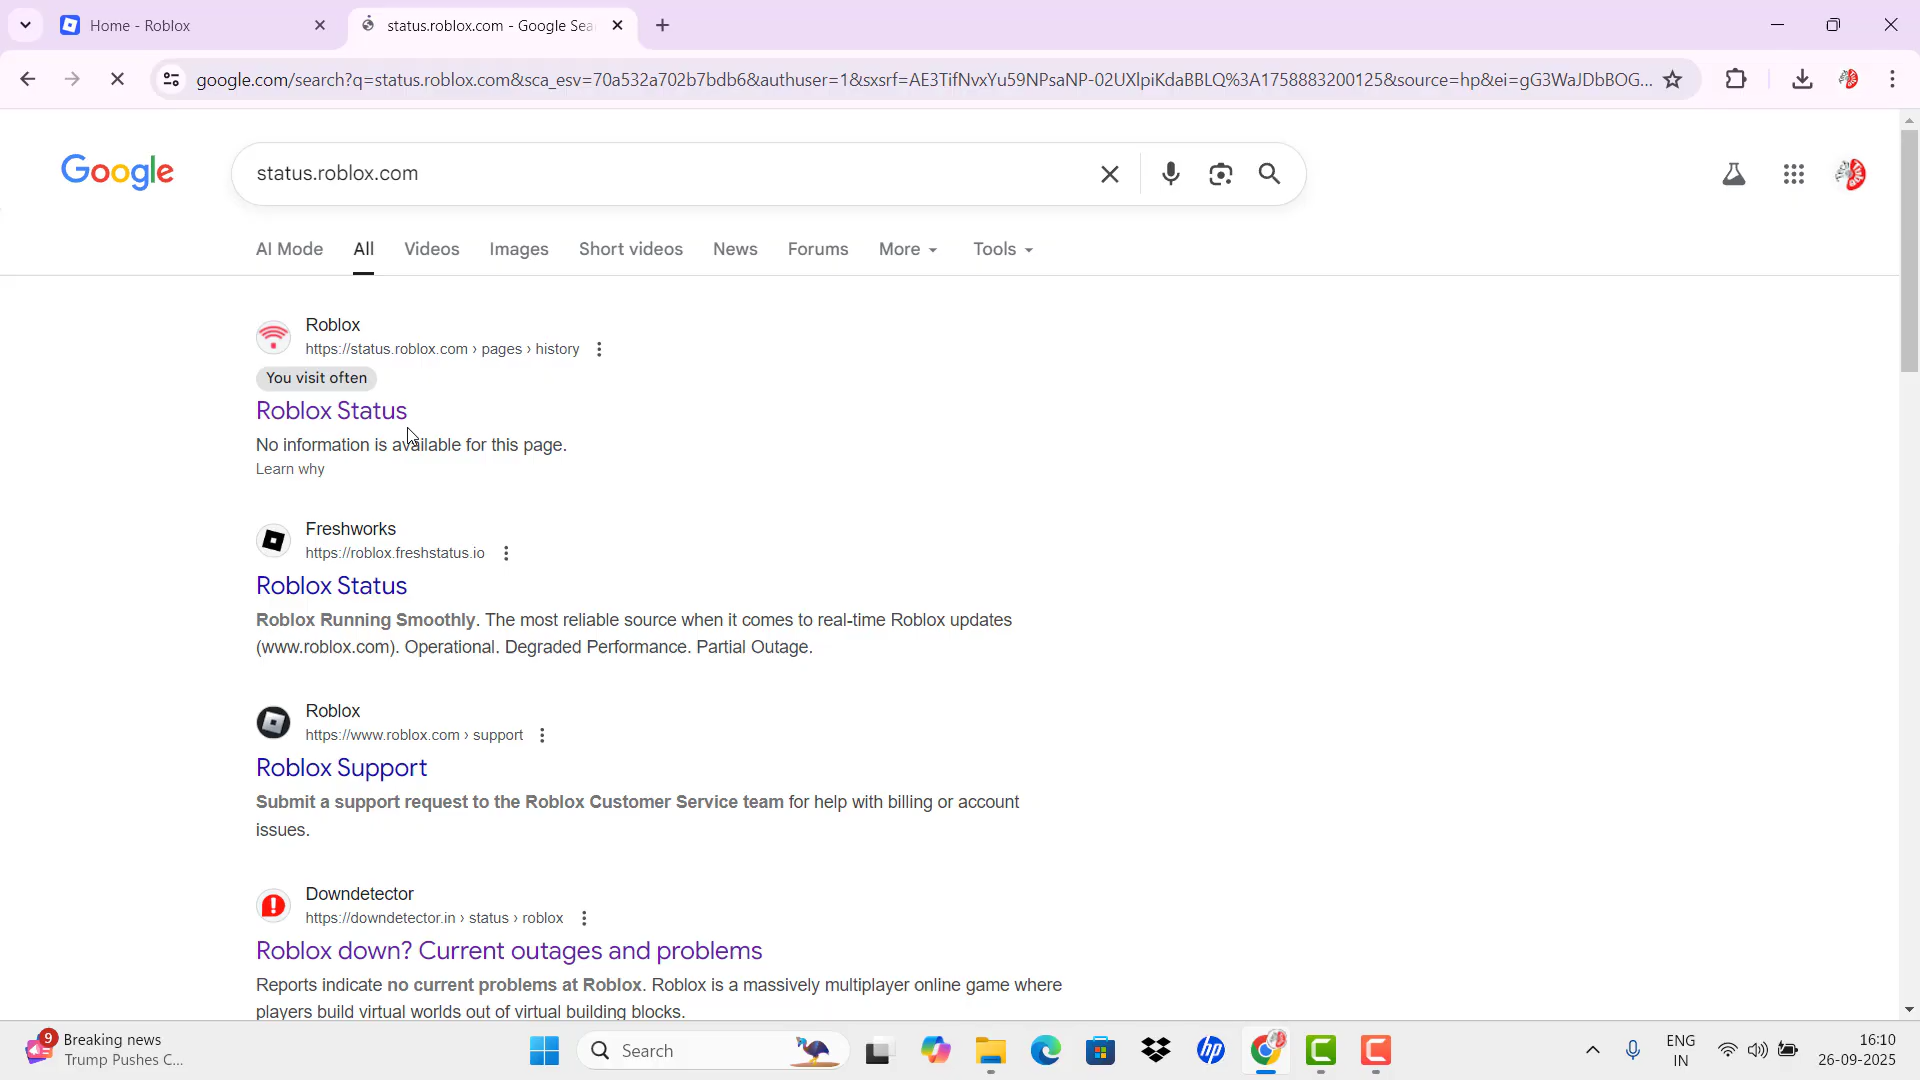 Home - Roblox
status.roblox.com - Google Sea
google.com/search?q=status.roblox.com&sca_esv=70a532a702b7bdb6&authuser=1&sxsrf=AE3TifNvxYu59NPsaNP-02UXlpiKdaBBLQ%3A1758883200125&source=hp&ei=gG3WaJDbBOG...
Google
status.roblox.com
AI Mode All Videos Images Short videos News Forums More Tools
Roblox
https://status.roblox.com › pages › history
You visit often
Roblox Status
No information is available for this page.
Learn why
Freshworks
https://roblox.freshstatus.io
Roblox Status
Roblox Running Smoothly. The most reliable source when it comes to real-time Roblox updates
(www.roblox.com). Operational. Degraded Performance. Partial Outage.
Roblox
https://www.roblox.com › support
Roblox Support
Submit a support request to the Roblox Customer Service team for help with billing or account
issues.
Downdetector
https://downdetector.in › status › roblox
Roblox down? Current outages and problems
Reports indicate no current problems at Roblox. Roblox is a massively multiplayer online game where
players build virtual worlds out of virtual building blocks.
9
Breaking news
Trump Pushes C...
Search
hp
ENG
IN
16:10
26-09-2025